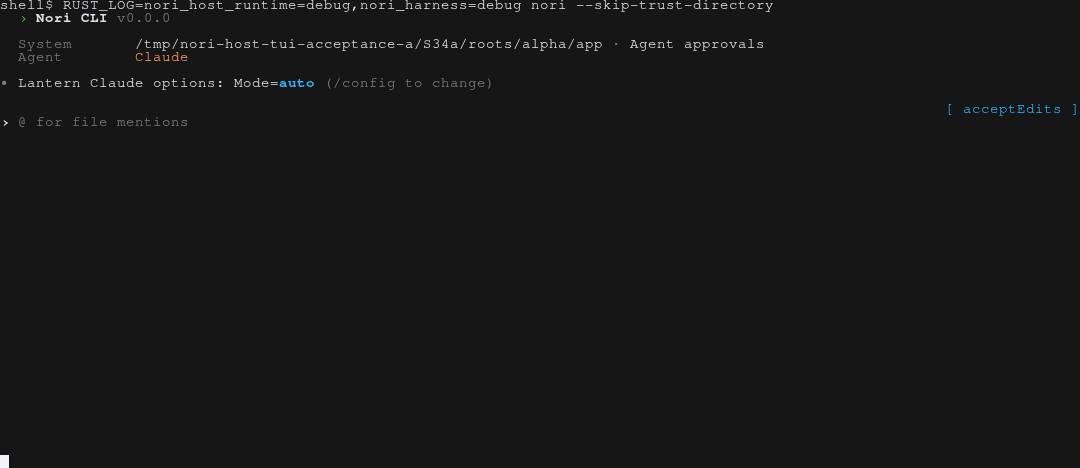 shell$ RUST_LOG=nori_host_runtime=debug,nori_harness=debug nori --skip-trust-directory
› Nori CLI v0.0.0
System /tmp/nori-host-tui-acceptance-a/S34a/roots/alpha/app · Agent approvals
Agent Claude
• Lantern Claude options: Mode=auto (/config to change)
[ acceptEdits ]
› @ for file mentions